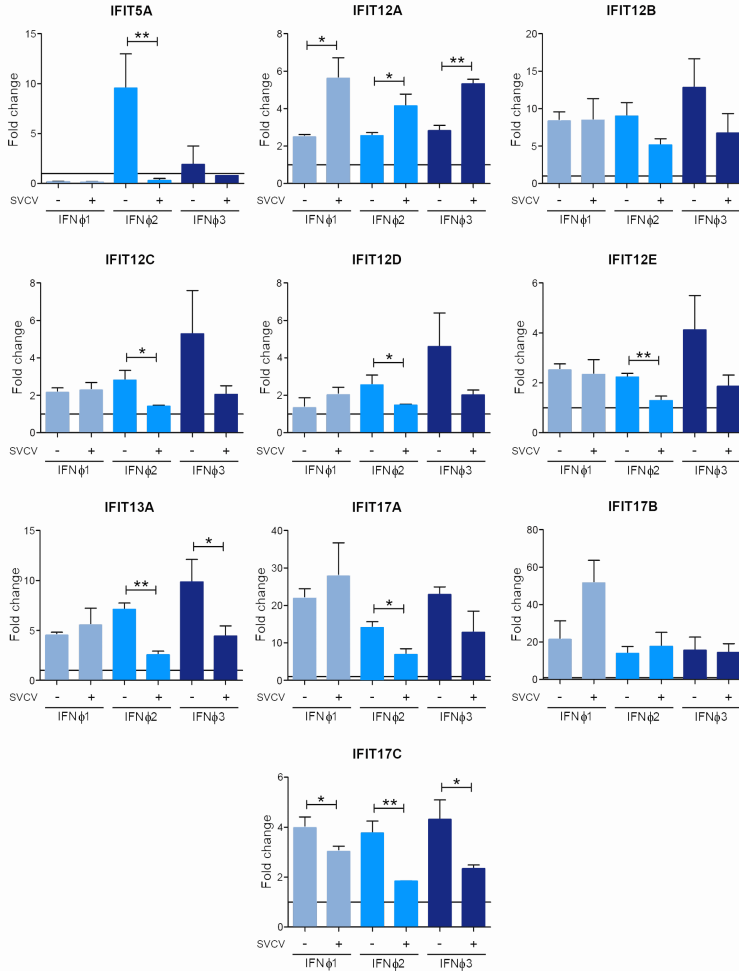 IFIT5A IFIT12A IFIT12B
** * * **
15 10 5 0 8 6 4 2 0 20 15 10 5 0
Fold change Fold change Fold change
SVCV - + - + - + SVCV - + - + - + SVCV - + - + - +
IFNϕ1 IFNϕ2 IFNϕ3 IFNϕ1 IFNϕ2 IFNϕ3 IFNϕ1 IFNϕ2 IFNϕ3
IFIT12C IFIT12D IFIT12E
* * **
8 6 4 2 0 8 6 4 2 0 6 4 2 0
Fold change Fold change Fold change
SVCV - + - + - + SVCV - + - + - + SVCV - + - + - +
IFNϕ1 IFNϕ2 IFNϕ3 IFNϕ1 IFNϕ2 IFNϕ3 IFNϕ1 IFNϕ2 IFNϕ3
IFIT13A IFIT17A IFIT17B
** * *
15 10 5 0 40 30 20 10 0 80 60 40 20 0
Fold change Fold change Fold change
SVCV - + - + - + SVCV - + - + - + SVCV - + - + - +
IFNϕ1 IFNϕ2 IFNϕ3 IFNϕ1 IFNϕ2 IFNϕ3 IFNϕ1 IFNϕ2 IFNϕ3
IFIT17C
* ** *
6 4 2 0
Fold change
SVCV - + - + - +
IFNϕ1 IFNϕ2 IFNϕ3